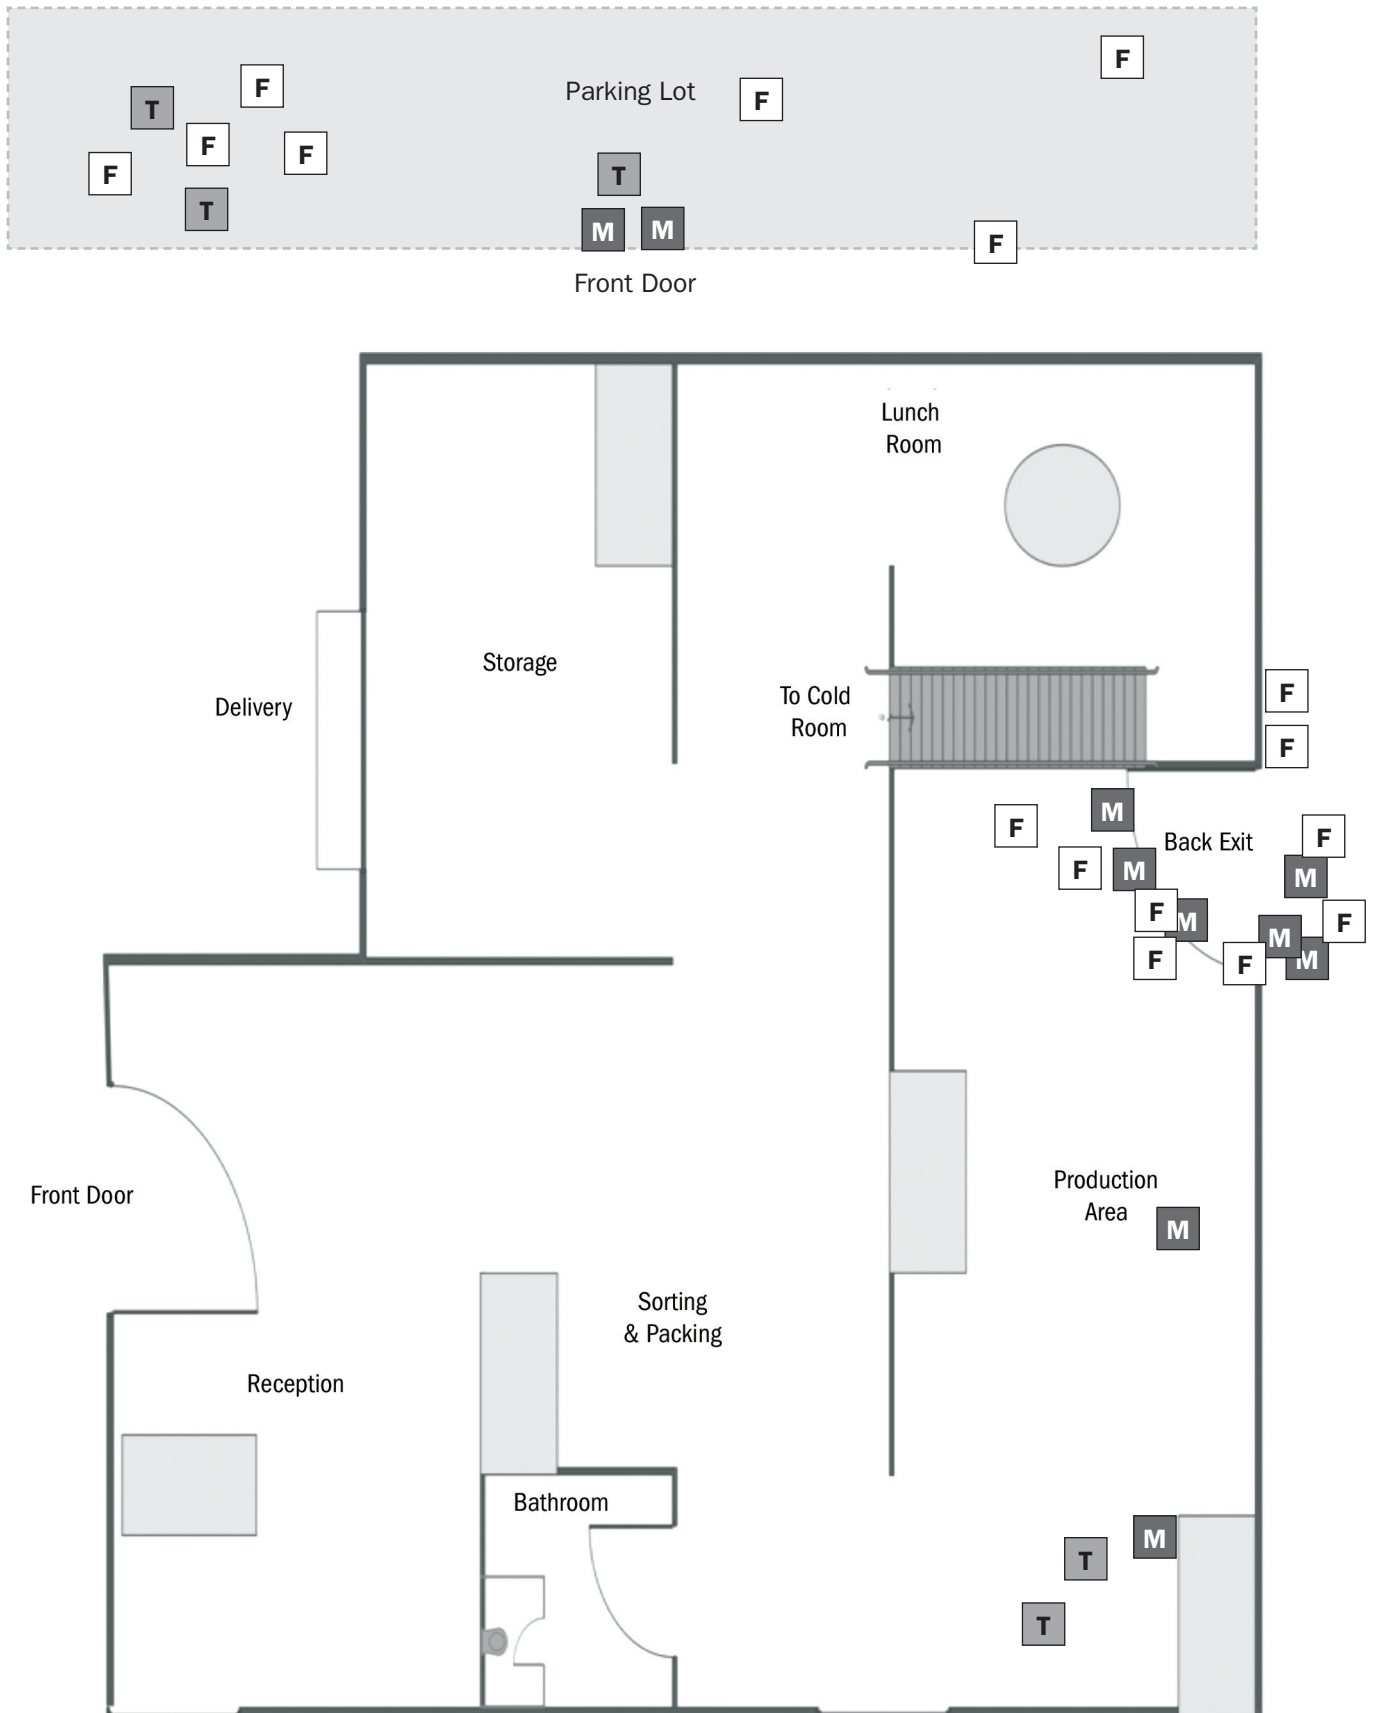 F
F
Parking Lot
F
T
F
F
F
T
F
T
M
M
F
Front Door
Lunch
Room
Storage
To Cold
Room
Delivery
F
F
M
F
Back Exit
F
F
M
M
F
M
F
M
F
M
F
M
Production
Area
M
Front Door
Sorting
& Packing
Reception
Bathroom
M
T
T